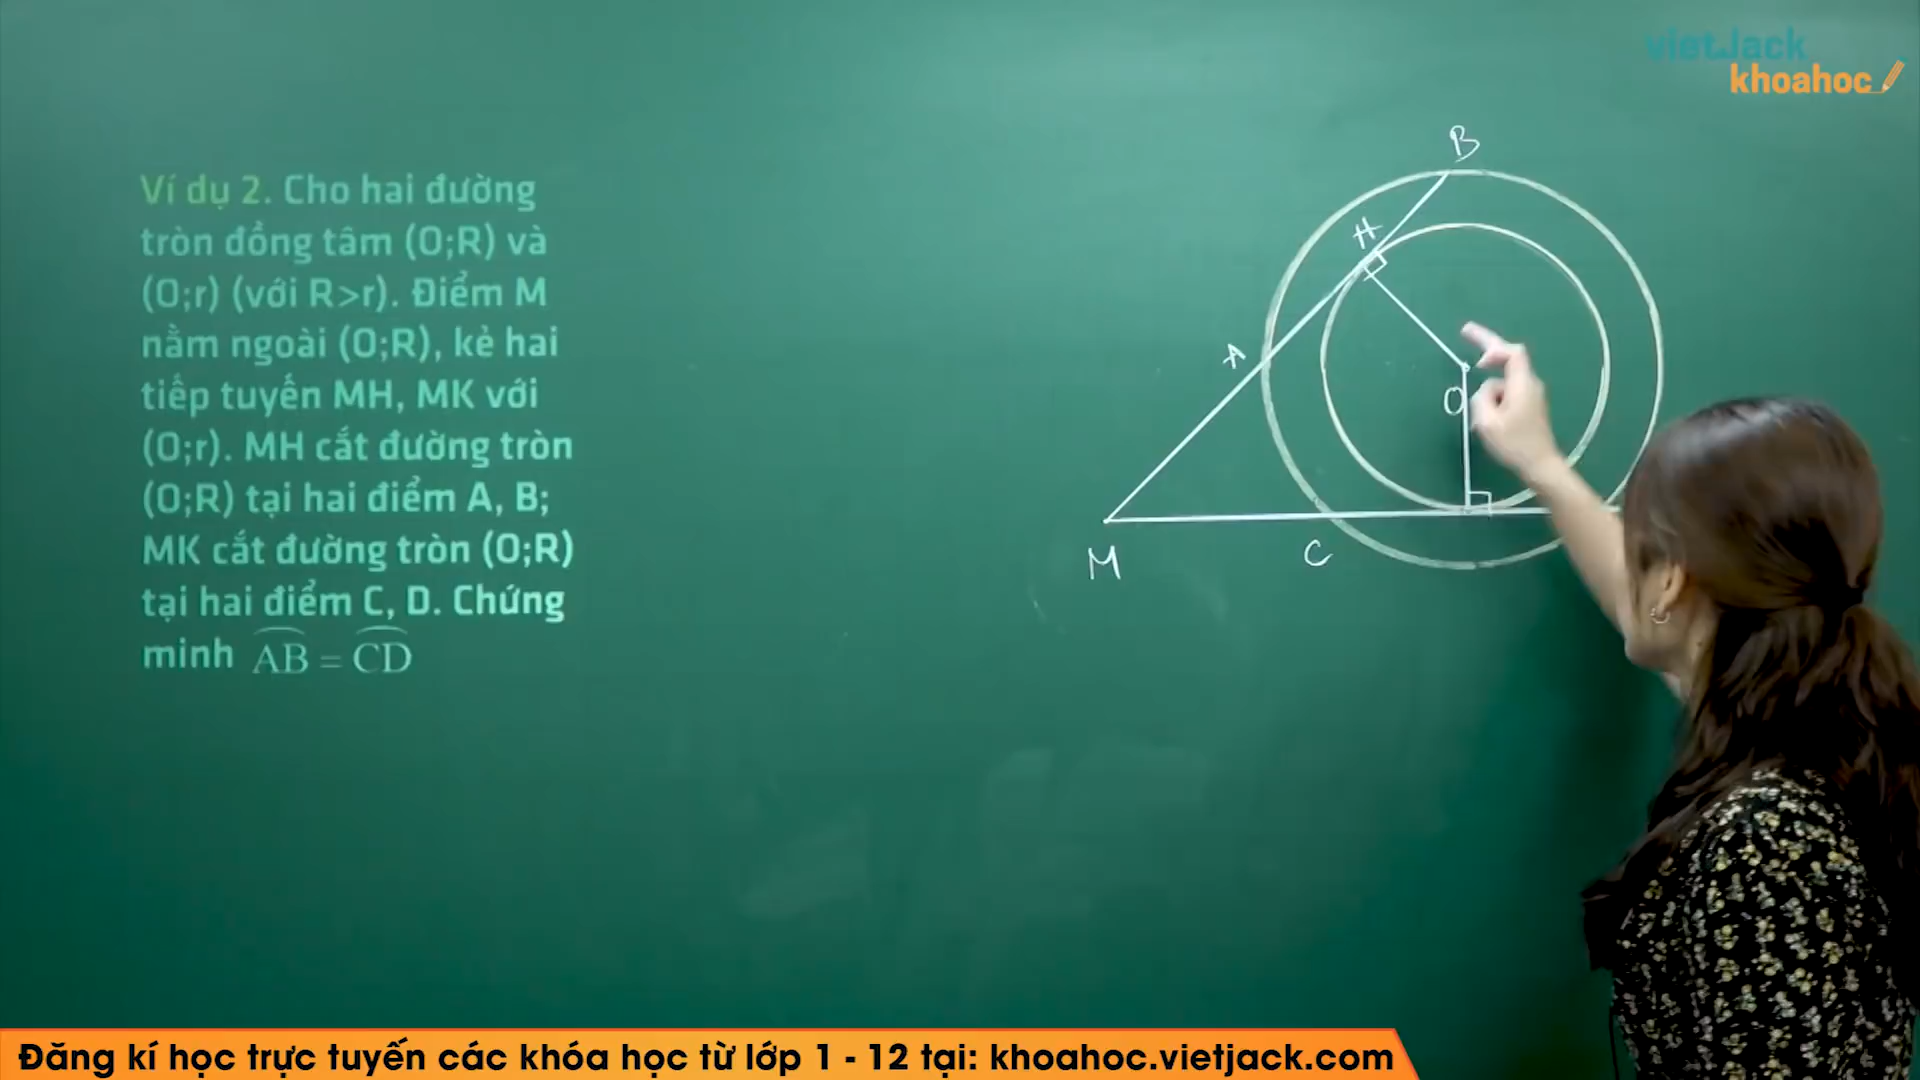 vietJack
khoahoc
Ví dụ 2. Cho hai đường
tròn đồng tâm (O;R) và
(O;r) (với R>r). Điểm M
nằm ngoài (O;R), kẻ hai
tiếp tuyến MH, MK với
(O;r). MH cắt đường tròn
(O;R) tại hai điểm A, B;
MK cắt đường tròn (O;R)
tại hai điểm C, D. Chứng
minh AB = CD
B
H
A
O
M
C
Đăng kí học trực tuyến các khóa học từ lớp 1 - 12 tại: khoahoc.vietjack.com